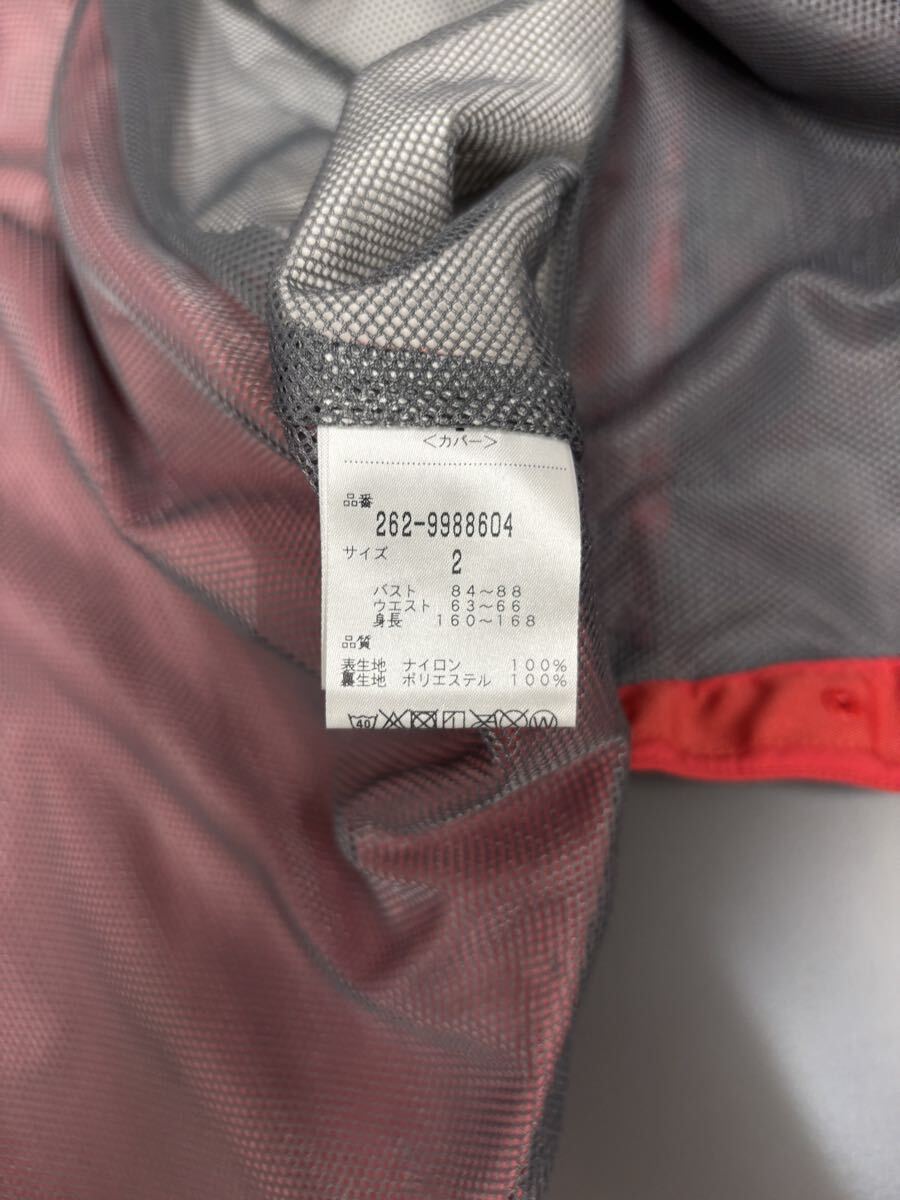 ＜カバー＞
品番
262-9988604
サイズ
2
バスト 84～88
ウエスト 63～66
身長 160～168
品質
表生地 ナイロン 100%
裏生地 ポリエステル 100%
40
W